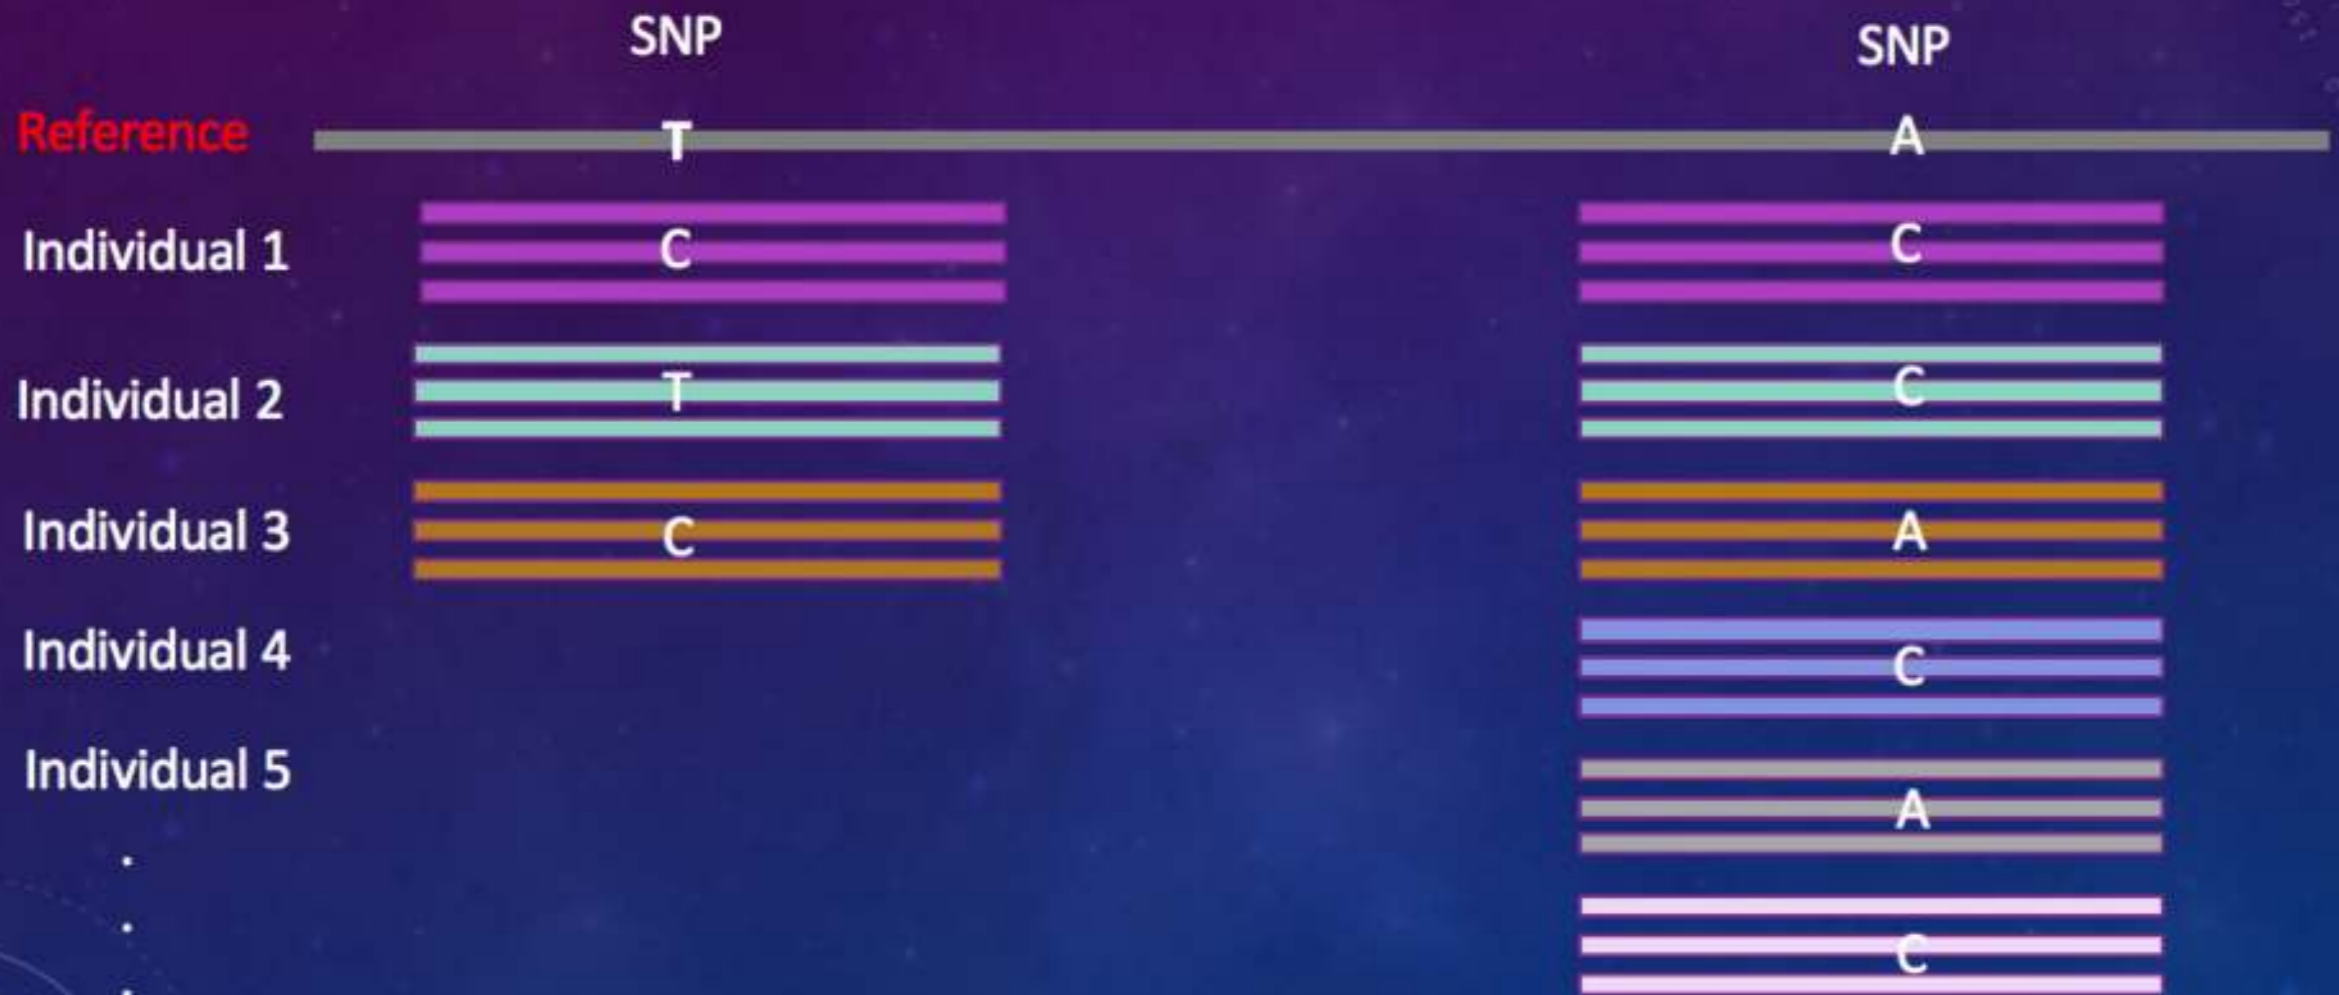 SNP SNP
Reference T A
Individual 1 C C
Individual 2 T C
Individual 3 C A
Individual 4 C
Individual 5 A
C